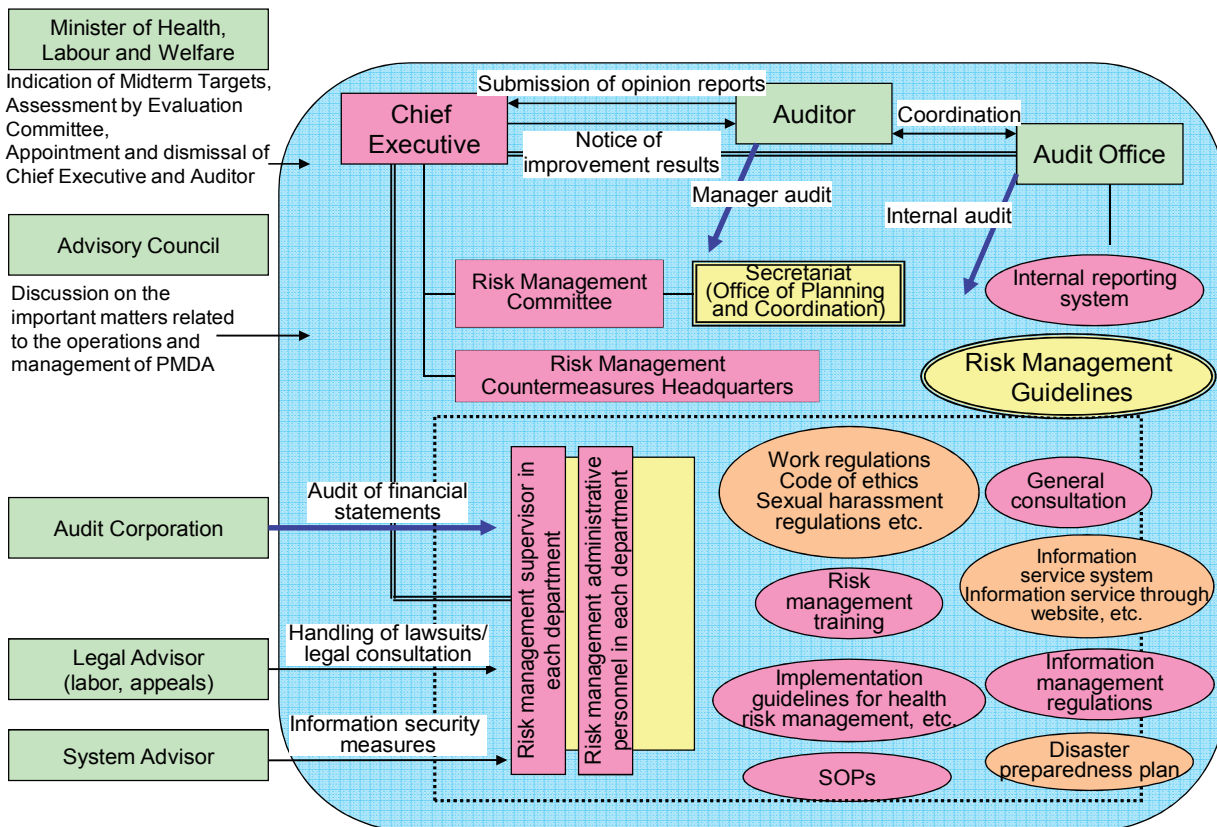 Minister of Health,
Labour and Welfare
Indication of Midterm Targets,
Assessment by Evaluation
Committee,
Appointment and dismissal of
Chief Executive and Auditor
Advisory Council
Discussion on the
important matters related
to the operations and
management of PMDA
Audit Corporation
Legal Advisor
(labor, appeals)
System Advisor
Submission of opinion reports
Chief
Executive
Auditor
Coordination
Notice of
improvement results
Audit Office
Manager audit
Internal audit
Risk Management
Committee
Secretariat
(Office of Planning
and Coordination)
Internal reporting
system
Risk Management
Countermeasures Headquarters
Risk Management
Guidelines
Audit of financial
statements
Handling of lawsuits/
legal consultation
Information security
measures
Risk management supervisor in
each department
Risk management administrative
personnel in each department
Work regulations
Code of ethics
Sexual harassment
regulations etc.
General
consultation
Risk
management
training
Information
service system
Information service through
website, etc.
Implementation
guidelines for health
risk management, etc.
Information
management
regulations
SOPs
Disaster
preparedness plan